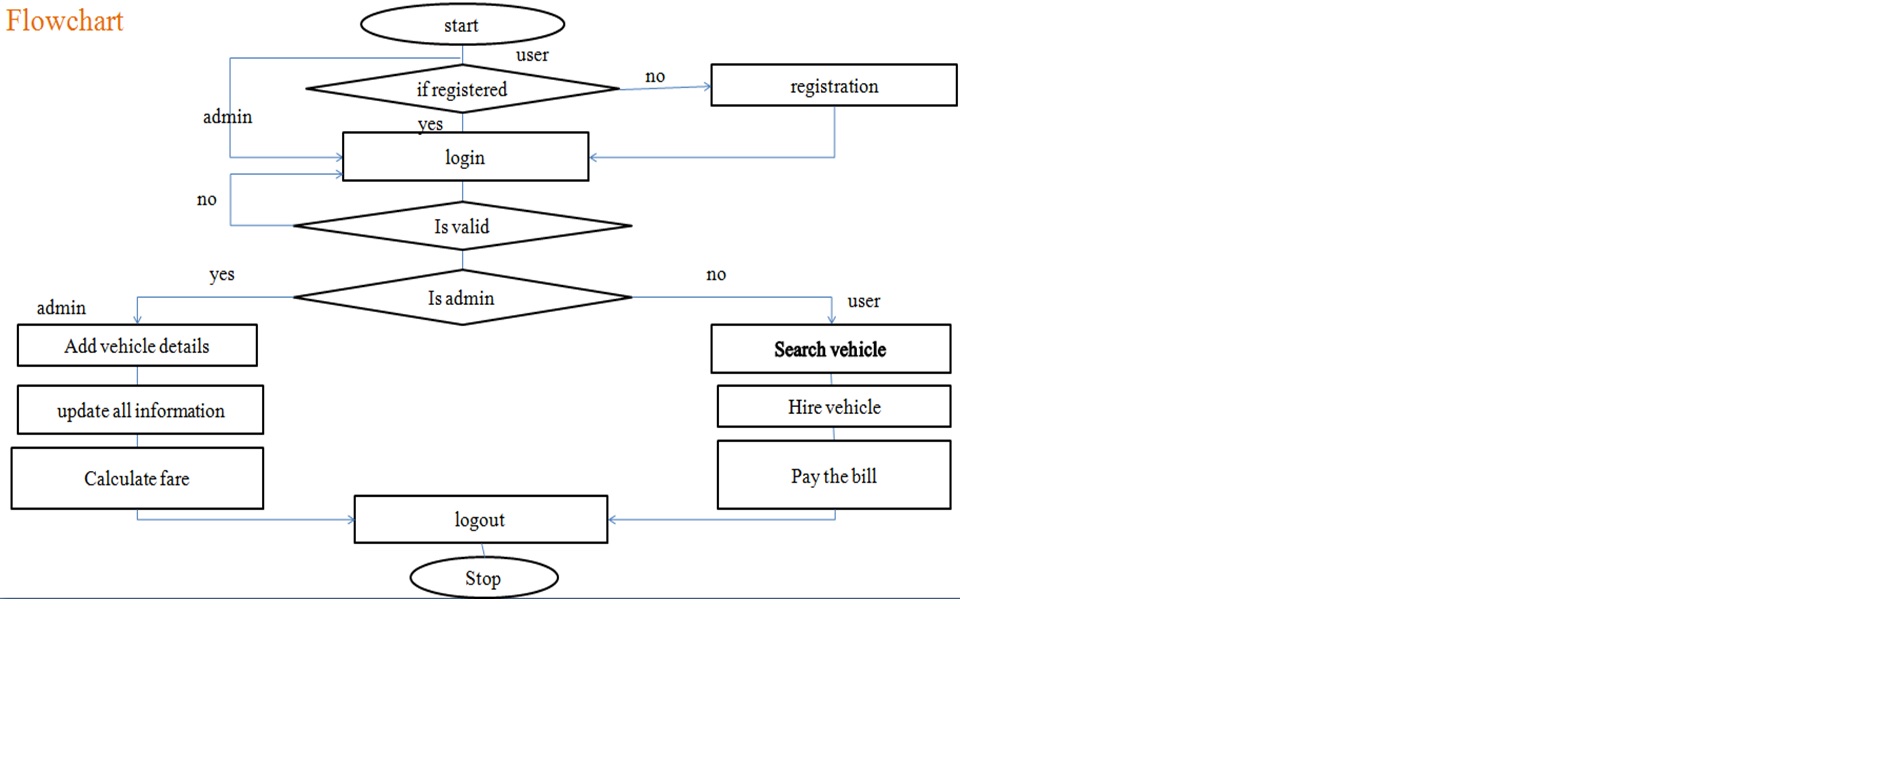 Flowchart
start
user
if registered
no
registration
admin
yes
login
no
Is valid
yes
Is admin
no
admin
user
Add vehicle details
Search vehicle
update all information
Hire vehicle
Calculate fare
Pay the bill
logout
Stop